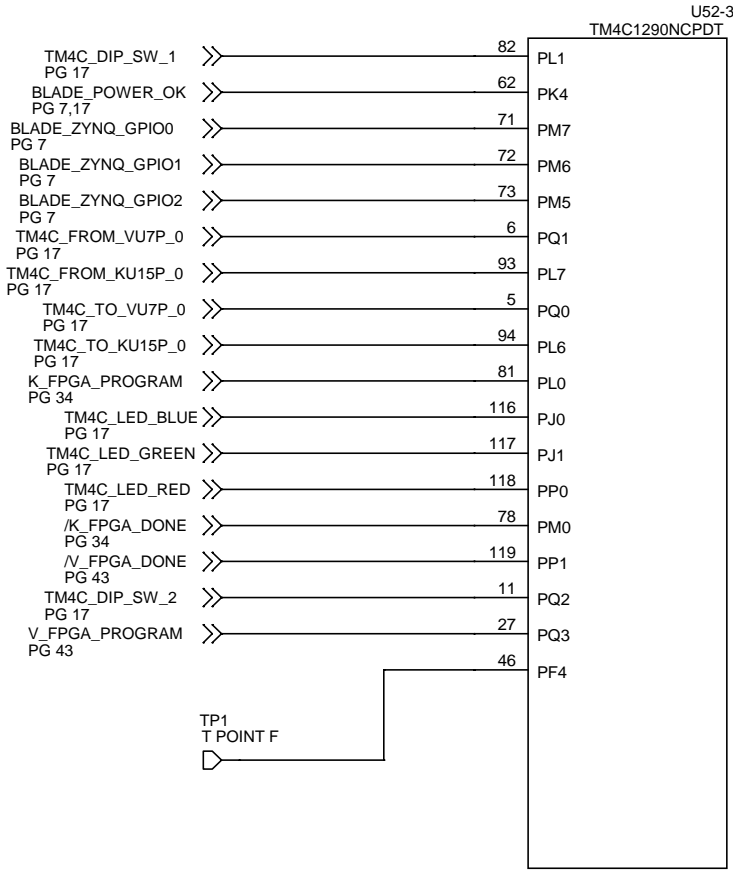 U52-3
TM4C1290NCPDT
TM4C_DIP_SW_1 82 PL1
PG 17
BLADE_POWER_OK 62 PK4
PG 7,17
BLADE_ZYNQ_GPIO0 71 PM7
PG 7
BLADE_ZYNQ_GPIO1 72 PM6
PG 7
BLADE_ZYNQ_GPIO2 73 PM5
PG 7
TM4C_FROM_VU7P_0 6 PQ1
PG 17
TM4C_FROM_KU15P_0 93 PL7
PG 17
TM4C_TO_VU7P_0 5 PQ0
PG 17
TM4C_TO_KU15P_0 94 PL6
PG 17
K_FPGA_PROGRAM 81 PL0
PG 34
TM4C_LED_BLUE 116 PJ0
PG 17
TM4C_LED_GREEN 117 PJ1
PG 17
TM4C_LED_RED 118 PP0
PG 17
/K_FPGA_DONE 78 PM0
PG 34
/V_FPGA_DONE 119 PP1
PG 43
TM4C_DIP_SW_2 11 PQ2
PG 17
V_FPGA_PROGRAM 27 PQ3
PG 43
46 PF4
TP1
T POINT F